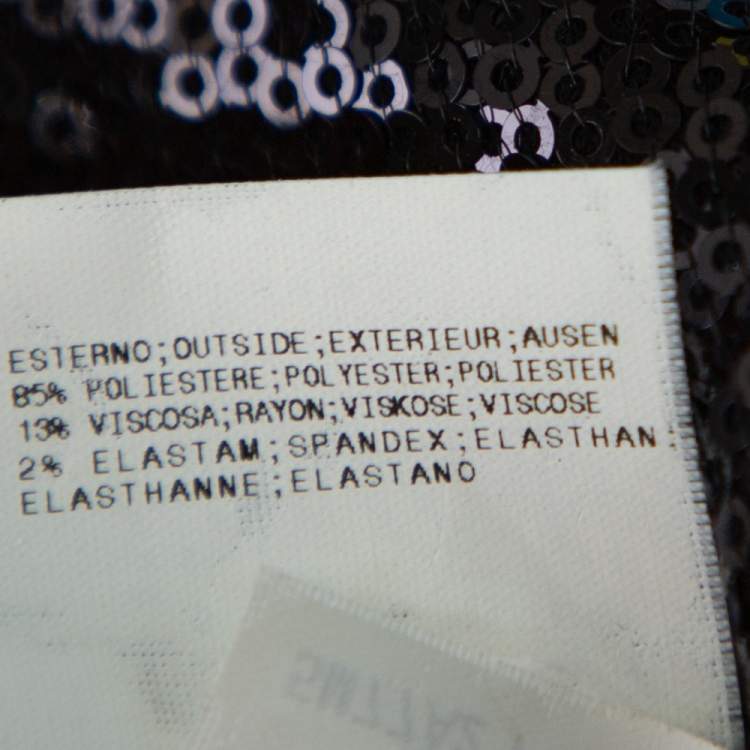 ESTERNO;OUTSIDE;EXTERIEUR;AUSEN
85% POLIESTERE;POLYESTER;POLIESTER
13% VISCOSA;RAYON;VISKOSE;VISCOSE
2% ELASTAM;SPANDEX;ELASTHAN;
ELASTHANNE;ELASTANO